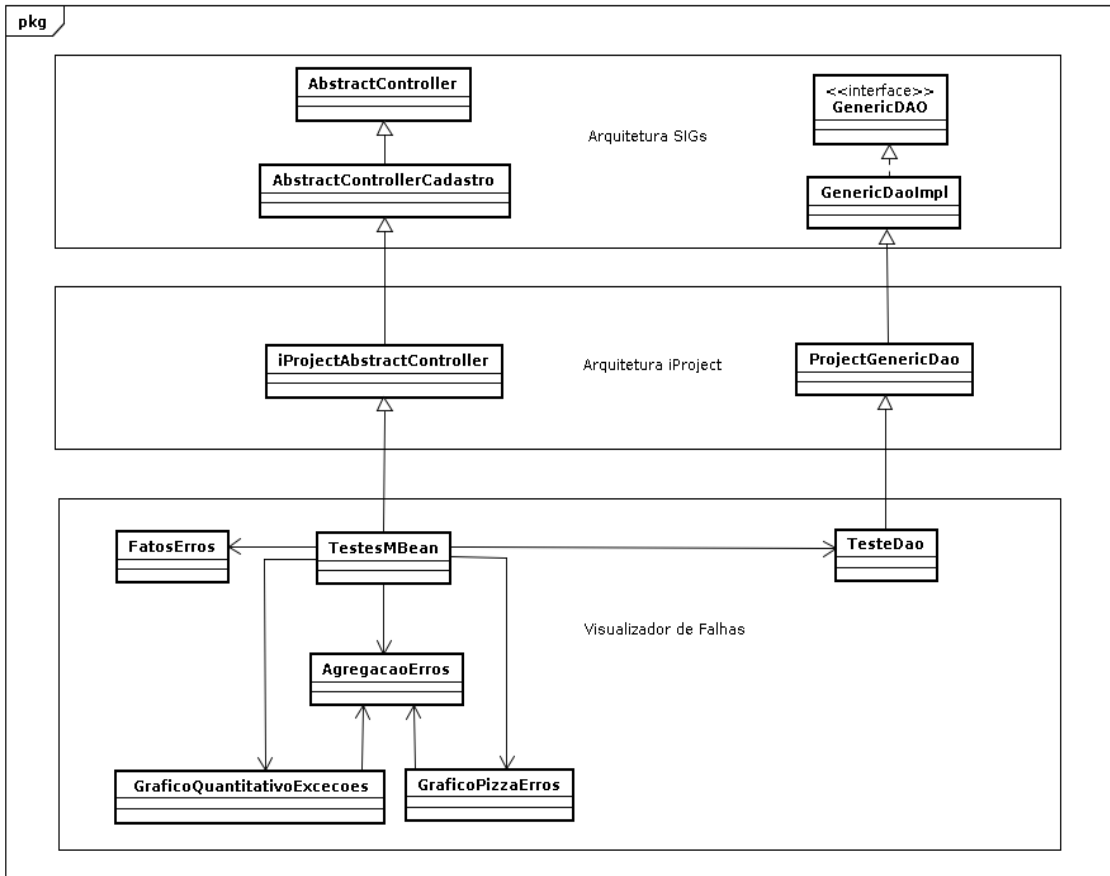 pkg
AbstractController
<<interface>>
GenericDAO
Arquitetura SIGs
AbstractControllerCadastro
GenericDaoImpl
iProjectAbstractController
Arquitetura iProject
ProjectGenericDao
FatosErros
TestesMBean
TesteDao
Visualizador de Falhas
AgregacaoErros
GraficoQuantitativoExcecoes
GraficoPizzaErros